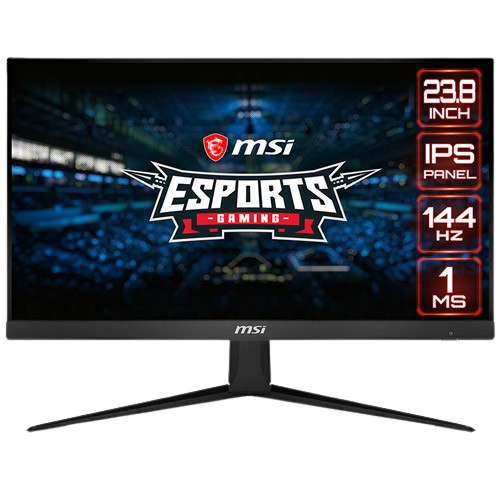 msi
ESPORTS
GAMING
23.8
INCH
IPS
PANEL
144
HZ
1
MS
msi